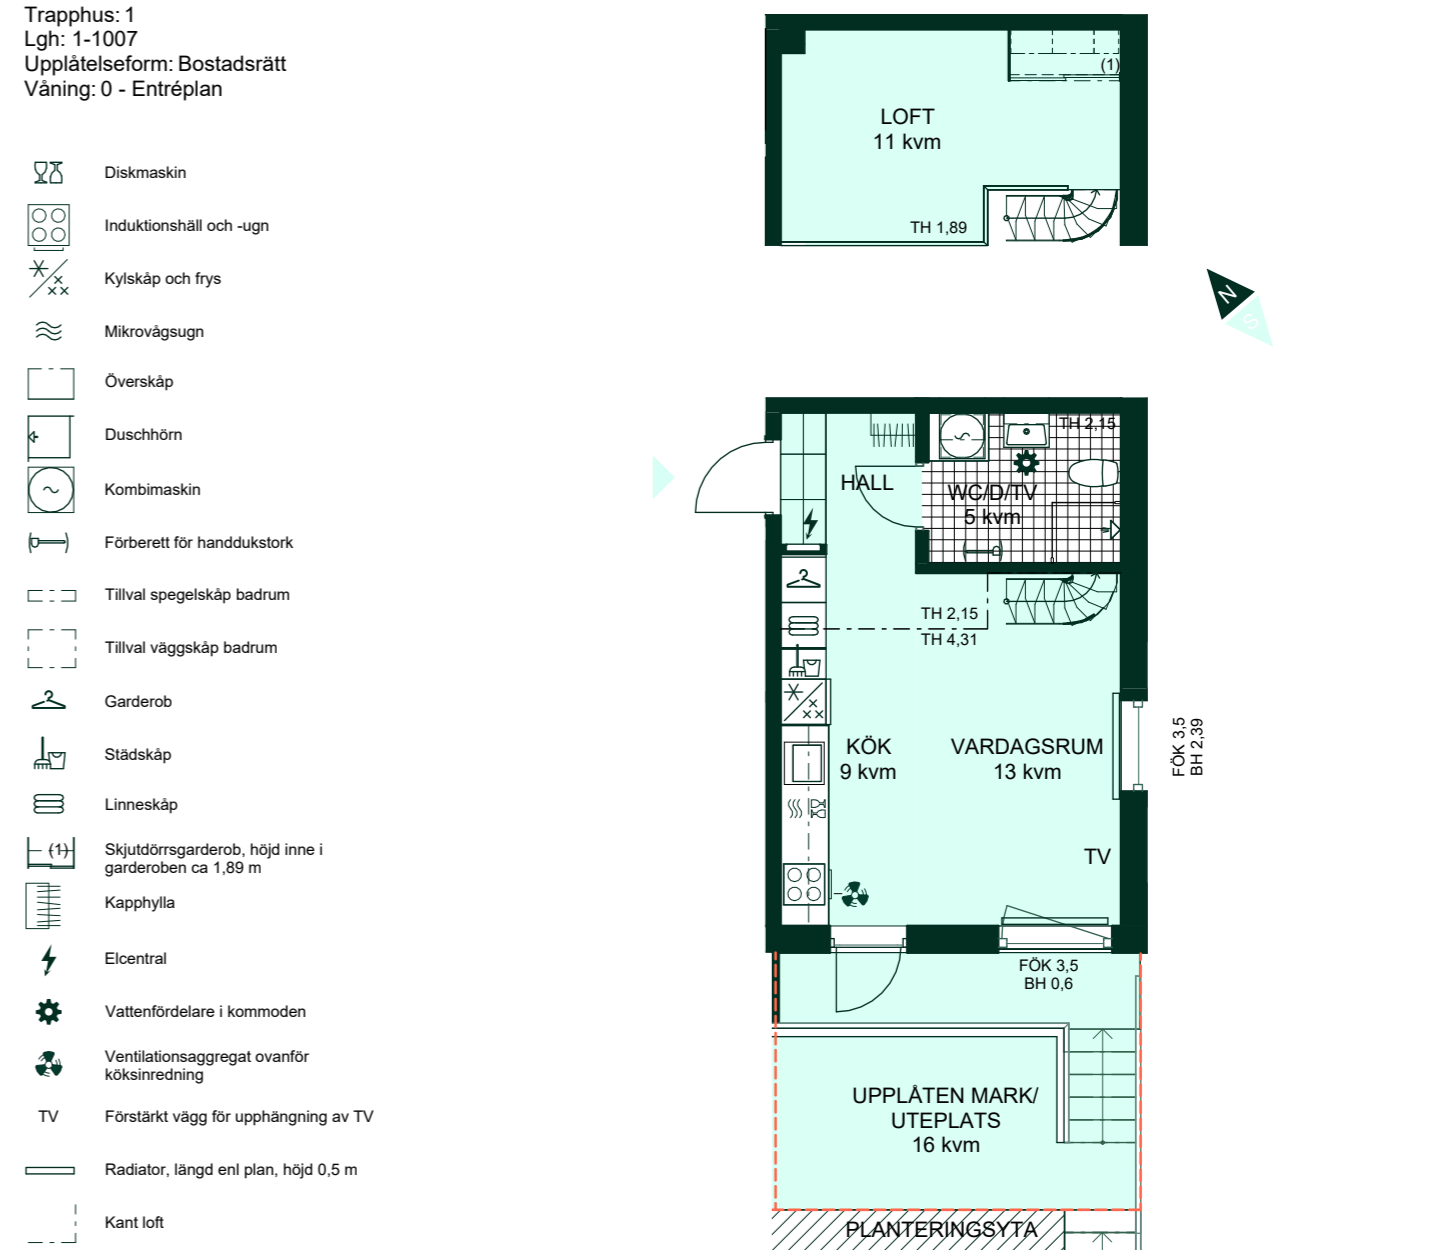 Trapphus: 1
Lgh: 1-1007
Upplåtelseform: Bostadsrätt
Våning: 0 - Entréplan
Diskmaskin
Induktionshäll och -ugn
Kylskåp och frys
Mikrovågsugn
Överskåp
Duschhörn
Kombimaskin
Förberett för handdukstork
Tillval spegelskåp badrum
Tillval väggskåp badrum
Garderob
Städskåp
Linneskåp
(1)
Skjutdörrsgarderob, höjd inne i
garderoben ca 1,89 m
Kapphylla
Elcentral
Vattenfördelare i kommoden
Ventilationsaggregat ovanför
köksinredning
TV
Förstärkt vägg för upphängning av TV
Radiator, längd enl plan, höjd 0,5 m
Kant loft
(1)
LOFT
11 kvm
TH 1,89
N
S
TH 2,15
HALL
WC/D/TV
5 kvm
TH 2,15
TH 4,31
KÖK
9 kvm
VARDAGSRUM
13 kvm
FÖK 3,5
BH 2,39
TV
FÖK 3,5
BH 0,6
UPPLÅTEN MARK/
UTEPLATS
16 kvm
PLANTERINGSYTA